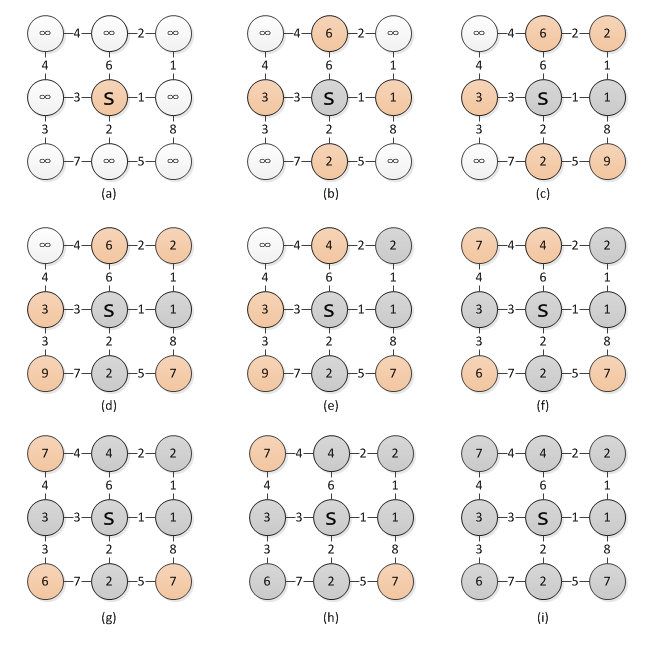 ∞ 4 ∞ 2 ∞ ∞ 4 6 2 ∞ ∞ 4 6 2 2
4 6 1 4 6 1 4 6 1
∞ 3 S 1 ∞ 3 3 S 1 1 3 3 S 1 1
3 2 8 3 2 8 3 2 8
∞ 7 ∞ 5 ∞ ∞ 7 2 5 ∞ ∞ 7 2 5 9
(a) (b) (c)
∞ 4 6 2 2 ∞ 4 4 2 2 7 4 4 2 2
4 6 1 4 6 1 4 6 1
3 3 S 1 1 3 3 S 1 1 3 3 S 1 1
3 2 8 3 2 8 3 2 8
9 7 2 5 7 9 7 2 5 7 6 7 2 5 7
(d) (e) (f)
7 4 4 2 2 7 4 4 2 2 7 4 4 2 2
4 6 1 4 6 1 4 6 1
3 3 S 1 1 3 3 S 1 1 3 3 S 1 1
3 2 8 3 2 8 3 2 8
6 7 2 5 7 6 7 2 5 7 6 7 2 5 7
(g) (h) (i)